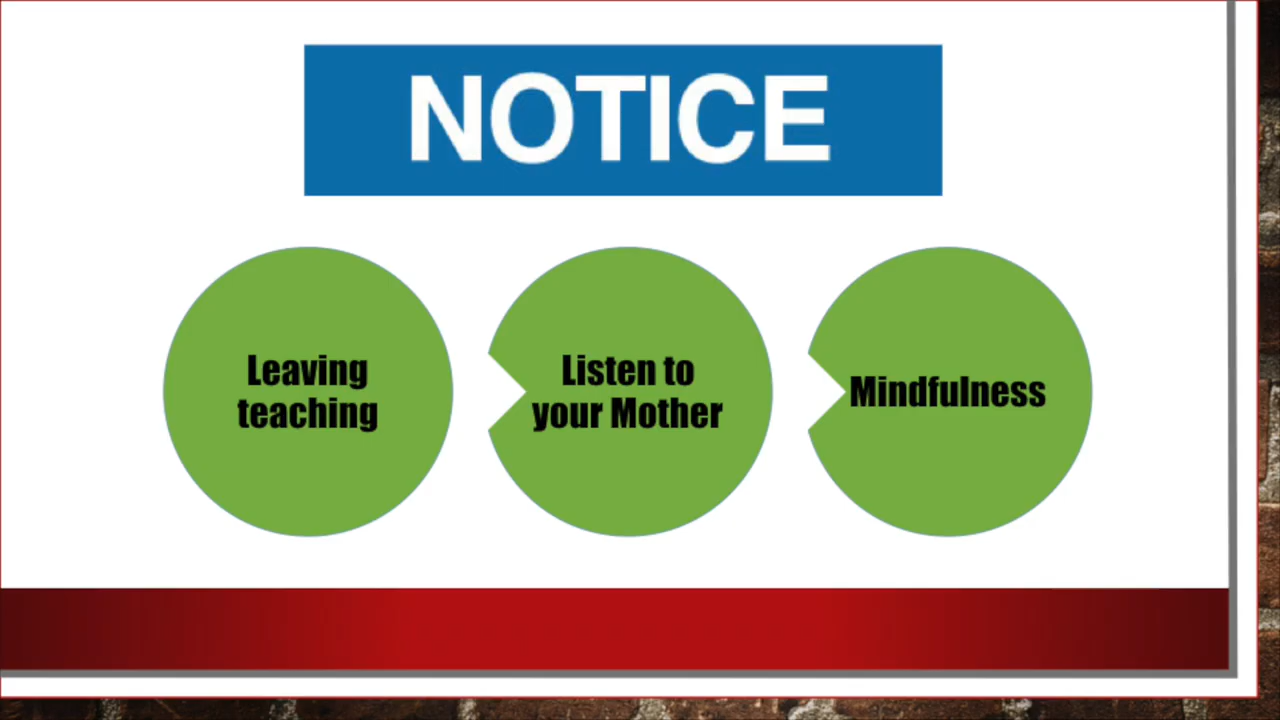 NOTICE
Leaving
teaching
Listen to
your Mother
Mindfulness